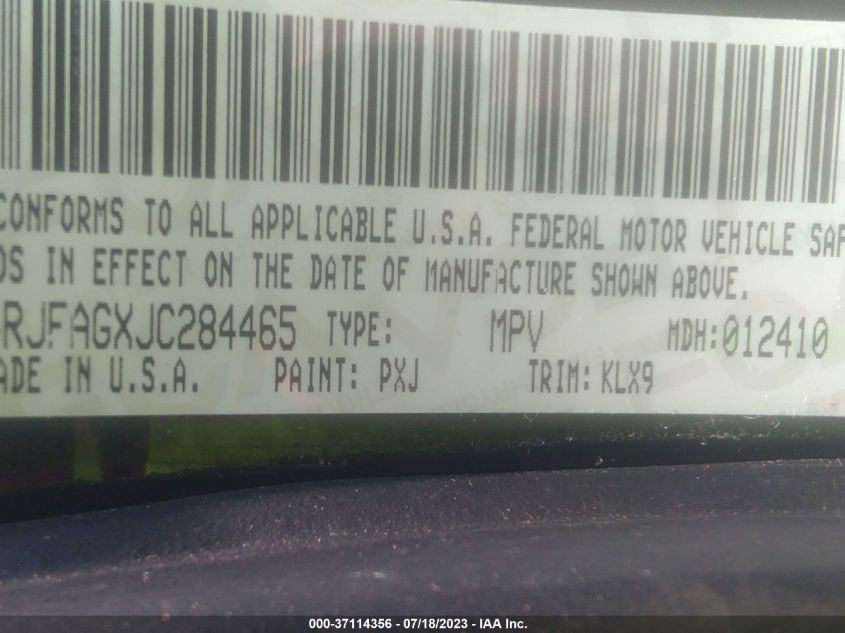 CONFORMS TO ALL APPLICABLE U.S.A. FEDERAL MOTOR VEHICLE SAF
DS IN EFFECT ON THE DATE OF MANUFACTURE SHOWN ABOVE.
RJFAGXJC284465 TYPE: MPV MDH:012410
ADE IN U.S.A. PAINT: PXJ TRIM: KLX9
000-37114356 - 07/18/2023 - IAA Inc.